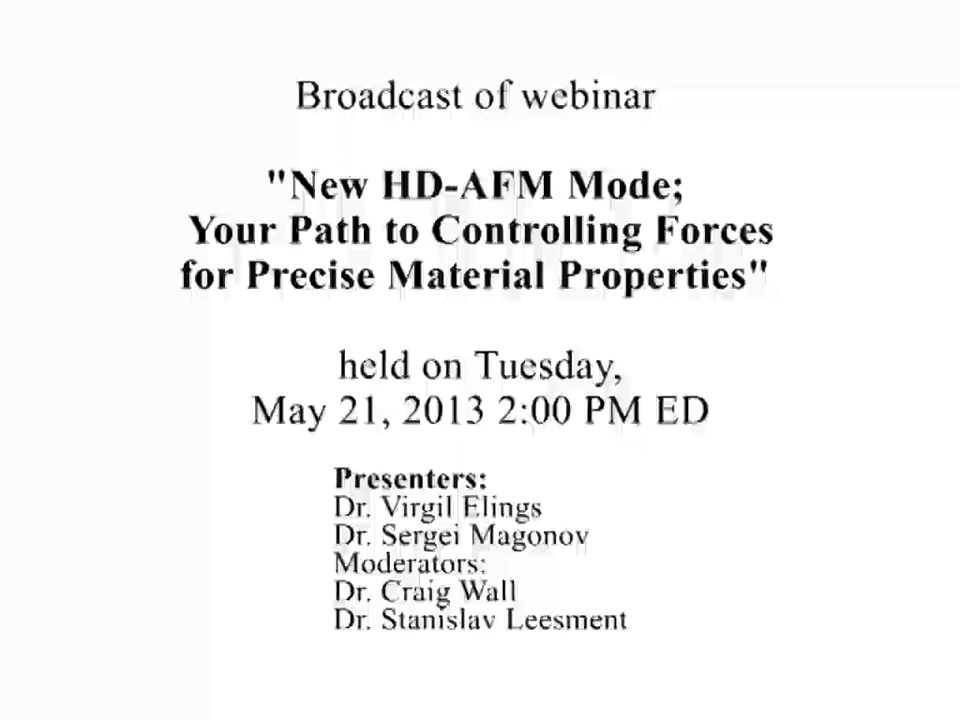 Broadcast of webinar
"New HD-AFM Mode;
Your Path to Controlling Forces
for Precise Material Properties"
held on Tuesday,
May 21, 2013 2:00 PM ED
Presenters:
Dr. Virgil Elings
Dr. Sergei Magonov
Moderators:
Dr. Craig Wall
Dr. Stanislav Leesment